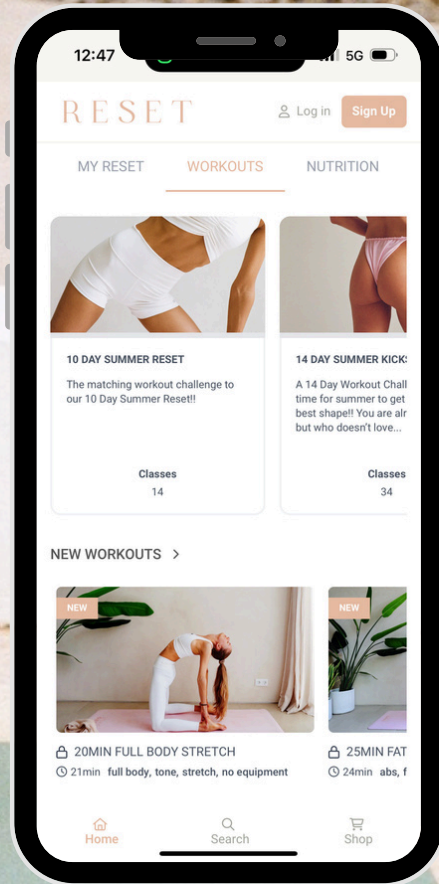 12:47
5G
RESET
Log in
Sign Up
MY RESET
WORKOUTS
NUTRITION
10 DAY SUMMER RESET
The matching workout challenge to
our 10 Day Summer Reset!!
Classes
14
14 DAY SUMMER
A 14 Day Workout
time for summer to get
best shape!! You are
but who doesn't love...
Classes
34
NEW WORKOUTS >
NEW
20MIN FULL BODY STRETCH
21min full body, tone, stretch, no equipment
NEW
25MIN FAT
24min abs,
Home
Search
Shop